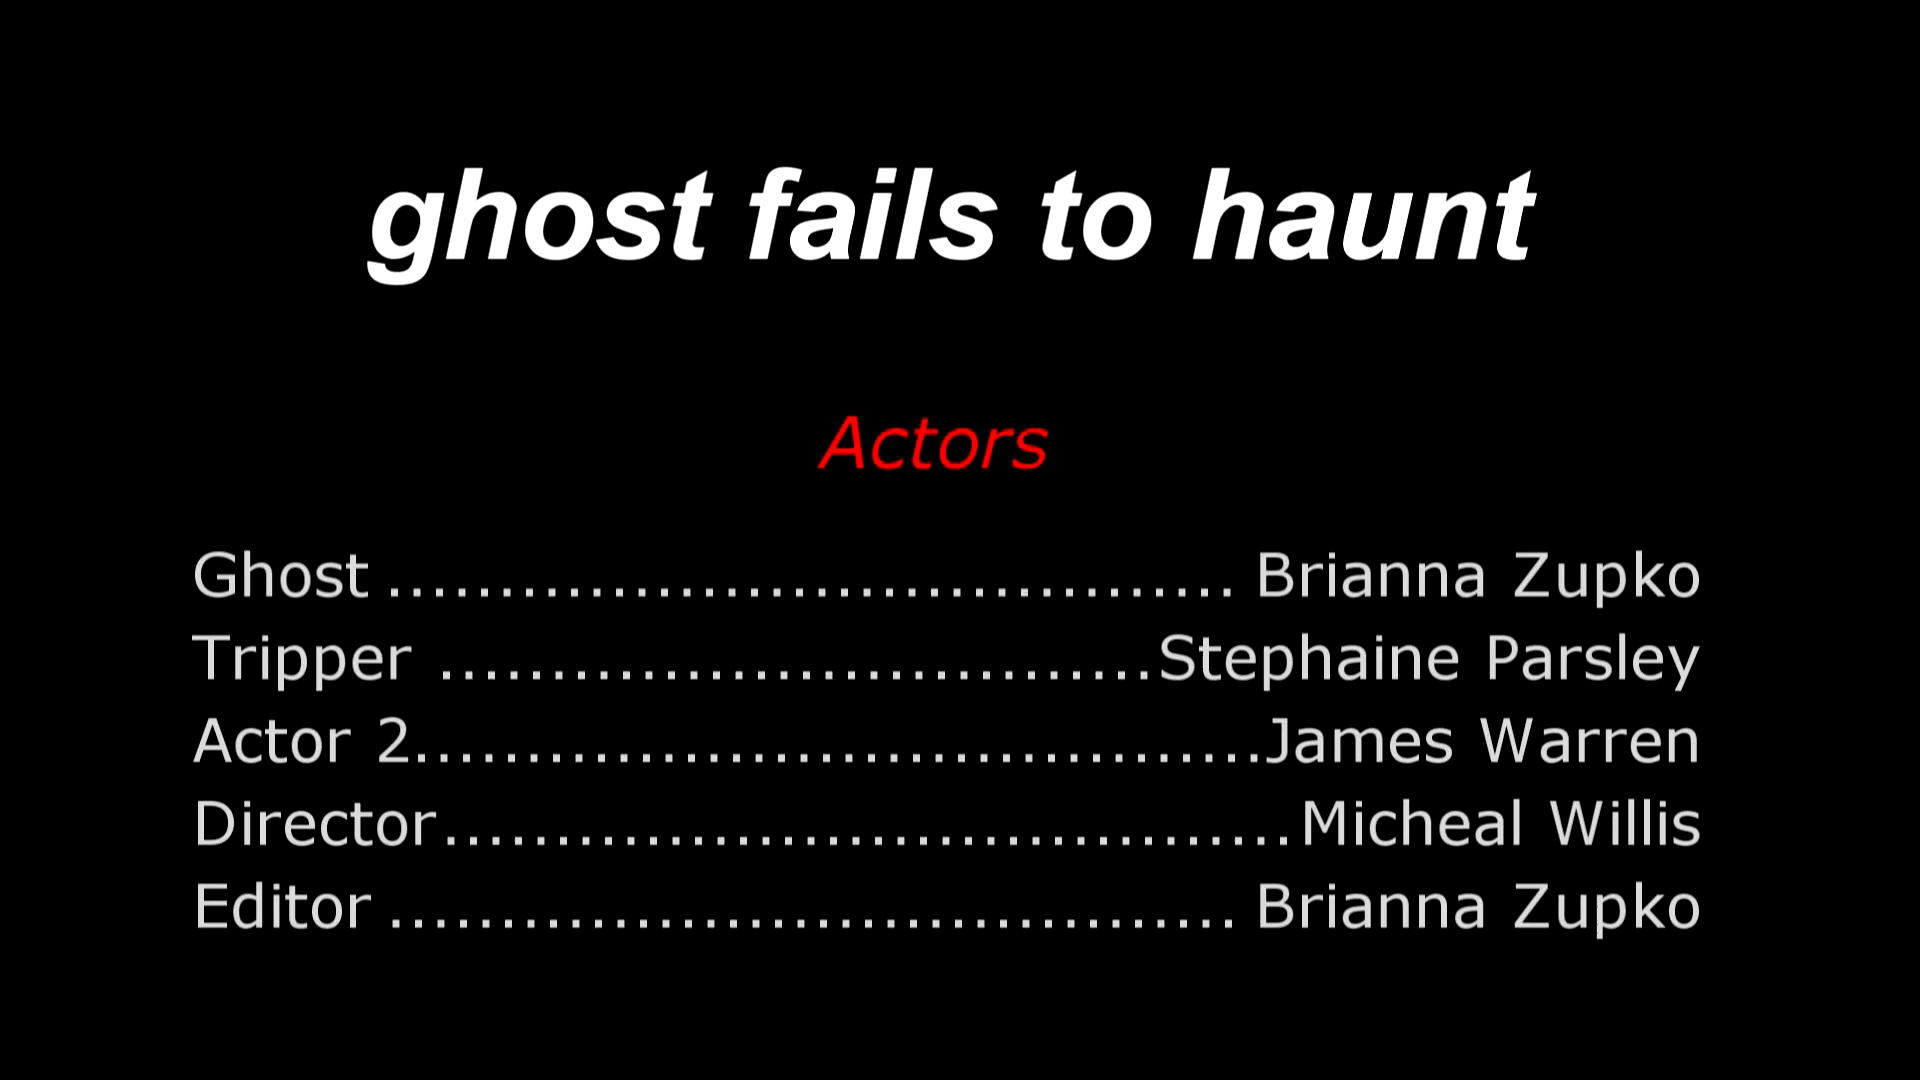 ghost fails to haunt
Actors
Ghost ...................................... Brianna Zupko
Tripper ................................Stephaine Parsley
Actor 2......................................James Warren
Director......................................Micheal Willis
Editor ...................................... Brianna Zupko